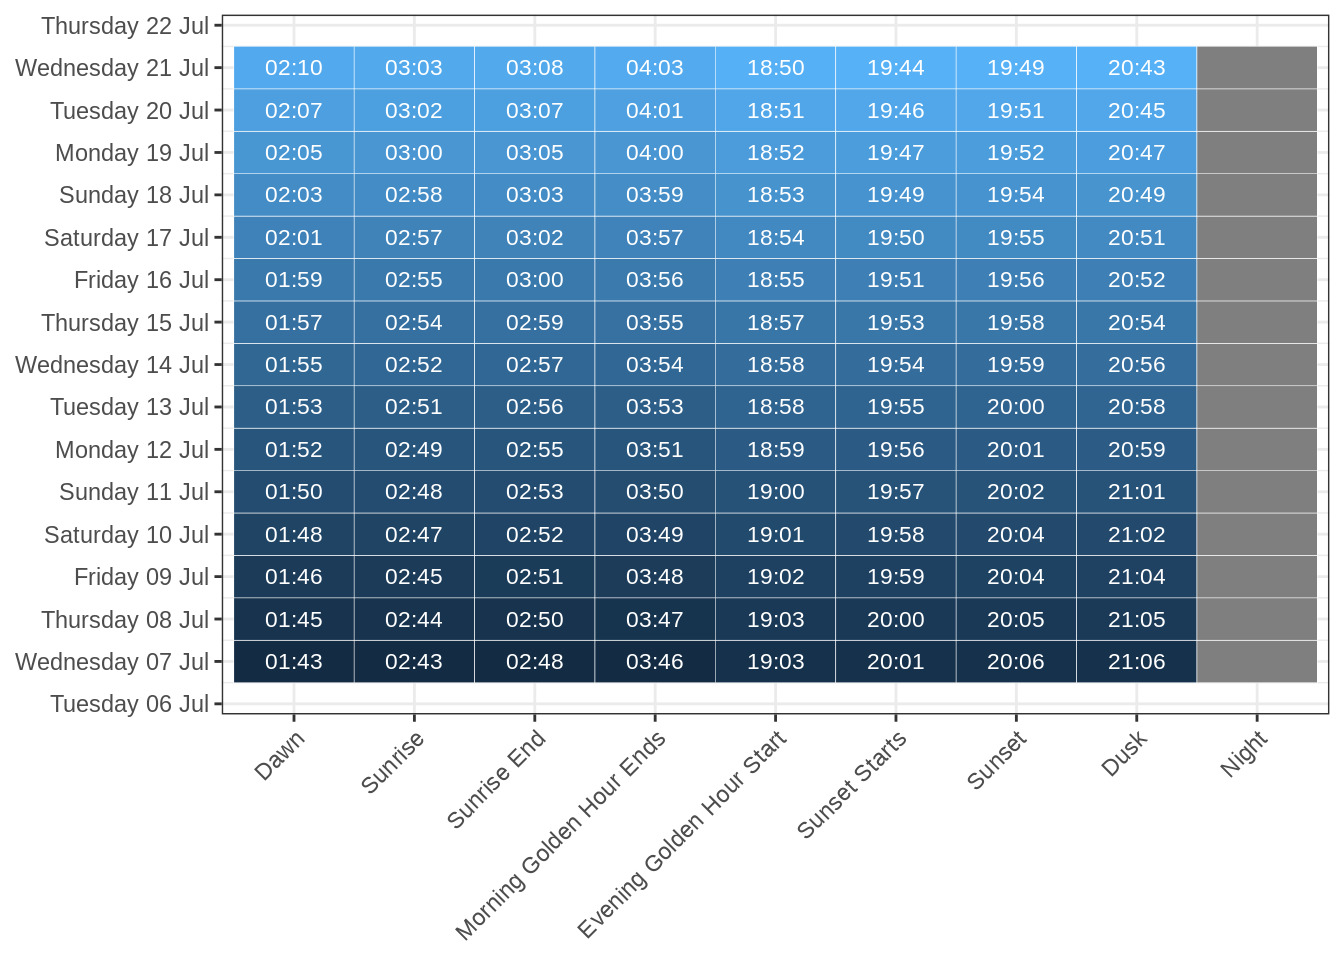 Thursday 22 Jul
Wednesday 21 Jul 02:10 03:03 03:08 04:03 18:50 19:44 19:49 20:43
Tuesday 20 Jul 02:07 03:02 03:07 04:01 18:51 19:46 19:51 20:45
Monday 19 Jul 02:05 03:00 03:05 04:00 18:52 19:47 19:52 20:47
Sunday 18 Jul 02:03 02:58 03:03 03:59 18:53 19:49 19:54 20:49
Saturday 17 Jul 02:01 02:57 03:02 03:57 18:54 19:50 19:55 20:51
Friday 16 Jul 01:59 02:55 03:00 03:56 18:55 19:51 19:56 20:52
Thursday 15 Jul 01:57 02:54 02:59 03:55 18:57 19:53 19:58 20:54
Wednesday 14 Jul 01:55 02:52 02:57 03:54 18:58 19:54 19:59 20:56
Tuesday 13 Jul 01:53 02:51 02:56 03:53 18:58 19:55 20:00 20:58
Monday 12 Jul 01:52 02:49 02:55 03:51 18:59 19:56 20:01 20:59
Sunday 11 Jul 01:50 02:48 02:53 03:50 19:00 19:57 20:02 21:01
Saturday 10 Jul 01:48 02:47 02:52 03:49 19:01 19:58 20:04 21:02
Friday 09 Jul 01:46 02:45 02:51 03:48 19:02 19:59 20:04 21:04
Thursday 08 Jul 01:45 02:44 02:50 03:47 19:03 20:00 20:05 21:05
Wednesday 07 Jul 01:43 02:43 02:48 03:46 19:03 20:01 20:06 21:06
Tuesday 06 Jul
Dawn
Sunrise
Sunrise End
Morning Golden Hour Ends
Evening Golden Hour Start
Sunset Starts
Sunset
Dusk
Night